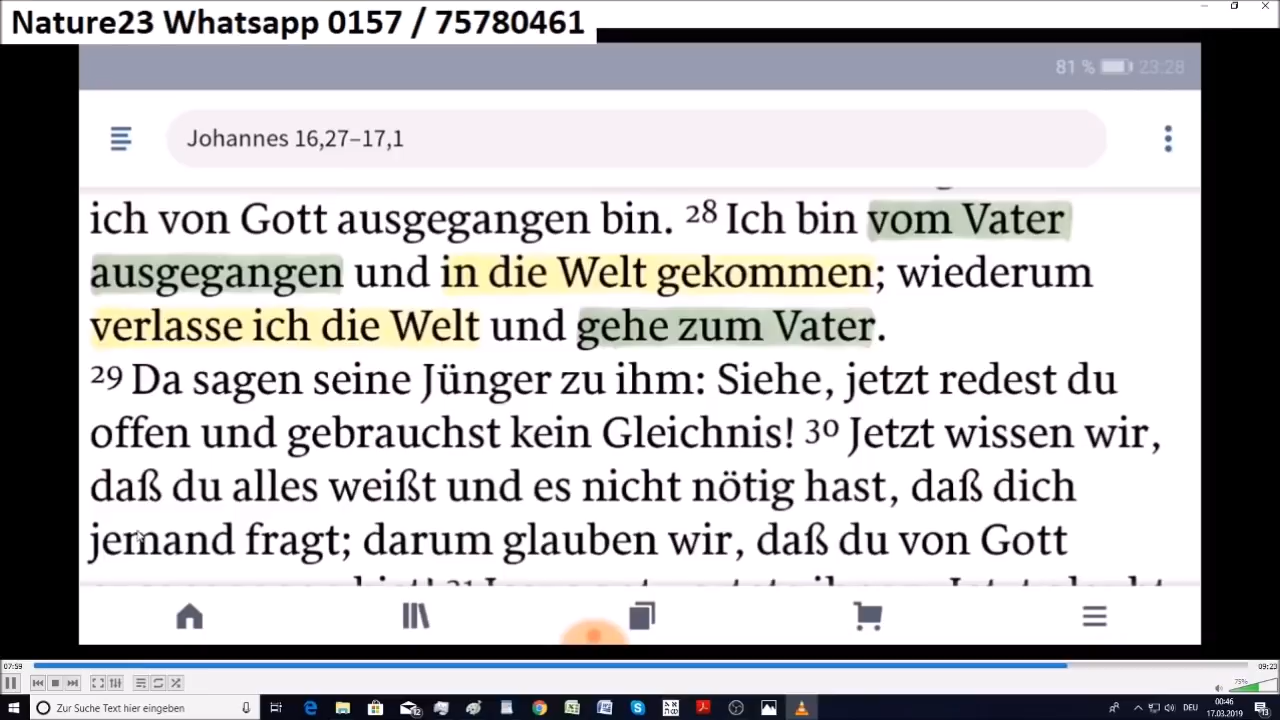 Nature23 Whatsapp 0157 / 75780461
81 % 23:28
Johannes 16,27–17,1
ich von Gott ausgegangen bin. 28 Ich bin vom Vater
ausgegangen und in die Welt gekommen; wiederum
verlasse ich die Welt und gehe zum Vater.
29 Da sagen seine Jünger zu ihm: Siehe, jetzt redest du
offen und gebrauchst kein Gleichnis! 30 Jetzt wissen wir,
daß du alles weißt und es nicht nötig hast, daß dich
jemand fragt; darum glauben wir, daß du von Gott
07:59 09:23
75%
Zur Suche Text hier eingeben
DEU
00:46
17.03.2019